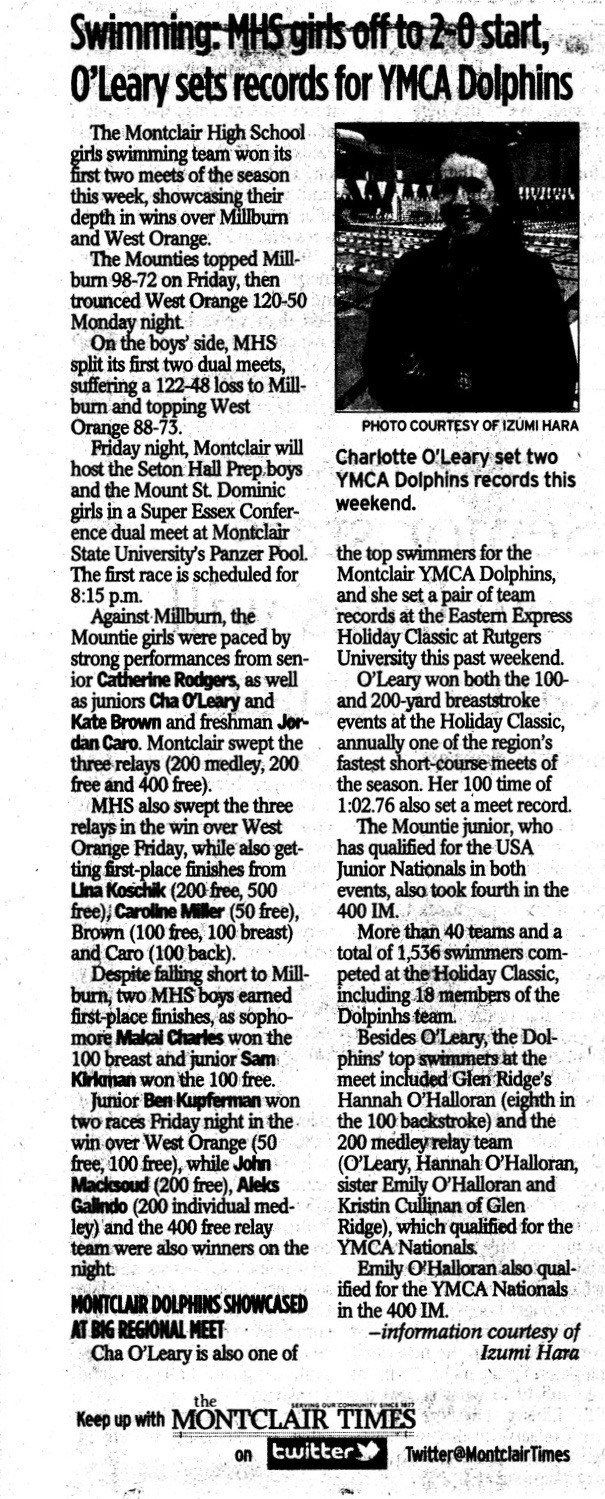 Swimming: MHS girls off to 2-0 start,
O'Leary sets records for YMCA Dolphins
The Montclair High School
girls swimming team won its
first two meets of the season
this week, showcasing their
depth in wins over Millburn
and West Orange.
The Mounties topped Mill-
burn 98-72 on Friday, then
trounced West Orange 120-50
Monday night.
On the boys' side, MHS
split its first two dual meets,
suffering a 122-48 loss to Mill-
burn and topping West
Orange 88-73.
Friday night, Montclair will
host the Seton Hall Prep boys
and the Mount St. Dominic
girls in a Super Essex Confer-
ence dual meet at Montclair
State University's Panzer Pool.
The first race is scheduled for
8:15 p.m.
Against Millburn, the
Mountie girls were paced by
strong performances from sen-
ior Catherine Rodgers, as well
as juniors Cha O'Leary and
Kate Brown and freshman Jor-
dan Caro. Montclair swept the
three relays (200 medley, 200
free and 400 free).
MHS also swept the three
relays in the win over West
Orange Friday, while also get-
ting first-place finishes from
Lina Koschik (200 free, 500
free), Caroline Miller (50 free),
Brown (100 free, 100 breast)
and Caro (100 back).
Despite falling short to Mill-
burn, two MHS boys earned
first-place finishes, as sopho-
more Makai Charles won the
100 breast and junior Sam
Kirkman won the 100 free.
Junior Ben Kupferman won
two races Friday night in the
win over West Orange (50
free, 100 free), while John
Macksoud (200 free), Aleks
Galindo (200 individual med-
ley) and the 400 free relay
team were also winners on the
night.
MONTCLAIR DOLPHINS SHOWCASED
AT BIG REGIONAL MEET
Cha O'Leary is also one of
PHOTO COURTESY OF IZUMI HARA
Charlotte O'Leary set two
YMCA Dolphins records this
weekend.
the top swimmers for the
Montclair YMCA Dolphins,
and she set a pair of team
records at the Eastern Express
Holiday Classic at Rutgers
University this past weekend.
O'Leary won both the 100-
and 200-yard breaststroke
events at the Holiday Classic,
annually one of the region's
fastest short-course meets of
the season. Her 100 time of
1:02.76 also set a meet record.
The Mountie junior, who
has qualified for the USA
Junior Nationals in both
events, also took fourth in the
400 IM.
More than 40 teams and a
total of 1,536 swimmers com-
peted at the Holiday Classic,
including 18 members of the
Dolpinhs team.
Besides O'Leary, the Dol-
phins' top swimmers at the
meet included Glen Ridge's
Hannah O'Halloran (eighth in
the 100 backstroke) and the
200 medley relay team
(O'Leary, Hannah O'Halloran,
sister Emily O'Halloran and
Kristin Cullinan of Glen
Ridge), which qualified for the
YMCA Nationals.
Emily O'Halloran also qual-
ified for the YMCA Nationals
in the 400 IM.
–information courtesy of
Izumi Hara
Keep up with the MONTCLAIR TIMES
SERVING OUR COMMUNITY SINCE 1877
on twitter Twitter@MontclairTimes